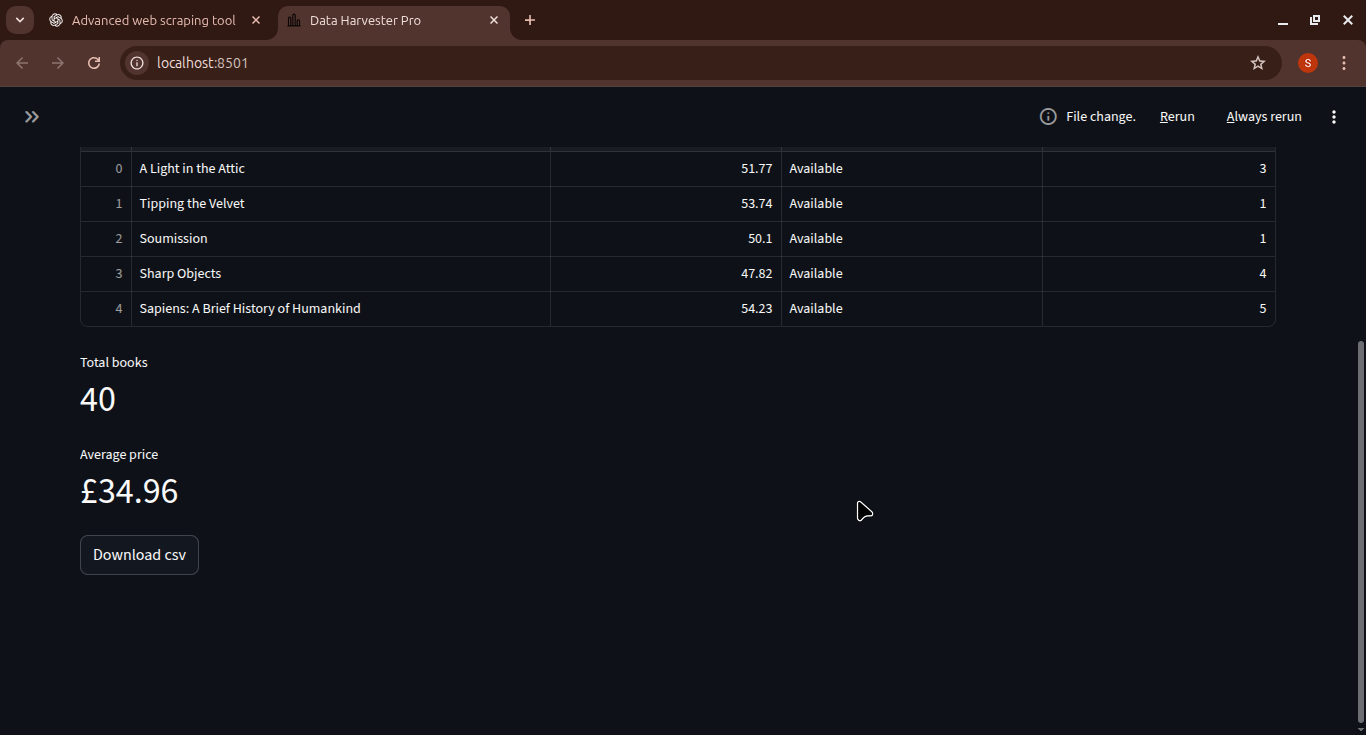 Advanced web scraping tool
Data Harvester Pro
localhost:8501
S
File change. Rerun Always rerun
0 A Light in the Attic 51.77 Available 3
1 Tipping the Velvet 53.74 Available 1
2 Soumission 50.1 Available 1
3 Sharp Objects 47.82 Available 4
4 Sapiens: A Brief History of Humankind 54.23 Available 5
Total books
40
Average price
£34.96
Download csv